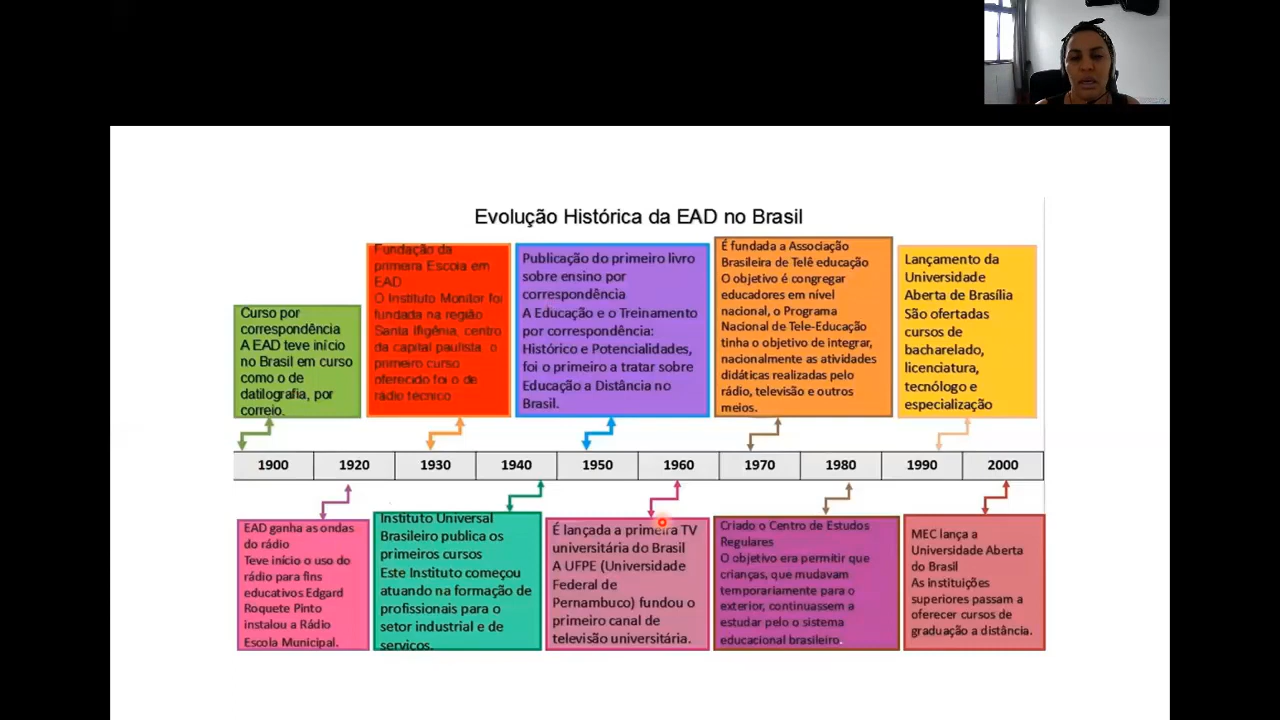 Evolução Histórica da EAD no Brasil
Curso por
correspondência
A EAD teve início
no Brasil em curso
como o de
datilografia, por
correio.
Fundação da
primeira Escola em
EAD
O Instituto Monitor foi
fundada na região
Santa Ifigênia, centro
da capital paulista o
primeiro curso
oferecido foi o de
rádio técnico
Publicação do primeiro livro
sobre ensino por
correspondência
A Educação e o Treinamento
por correspondência:
Histórico e Potencialidades,
foi o primeiro a tratar sobre
Educação a Distância no
Brasil.
É fundada a Associação
Brasileira de Telê educação
O objetivo é congregar
educadores em nível
nacional, o Programa
Nacional de Tele-Educação
tinha o objetivo de integrar,
nacionalmente as atividades
didáticas realizadas pelo
rádio, televisão e outros
meios.
Lançamento da
Universidade
Aberta de Brasília
São ofertadas
cursos de
bacharelado,
licenciatura,
tecnólogo e
especialização
1900 1920 1930 1940 1950 1960 1970 1980 1990 2000
EAD ganha as ondas
do rádio
Teve início o uso do
rádio para fins
educativos Edgard
Roquete Pinto
instalou a Rádio
Escola Municipal.
Instituto Universal
Brasileiro publica os
primeiros cursos
Este Instituto começou
atuando na formação de
profissionais para o
setor industrial e de
serviços.
É lançada a primeira TV
universitária do Brasil
A UFPE (Universidade
Federal de
Pernambuco) fundou o
primeiro canal de
televisão universitária.
Criado o Centro de Estudos
Regulares
O objetivo era permitir que
crianças, que mudavam
temporariamente para o
exterior, continuassem a
estudar pelo o sistema
educacional brasileiro.
MEC lança a
Universidade Aberta
do Brasil
As instituições
superiores passam a
oferecer cursos de
graduação a distância.